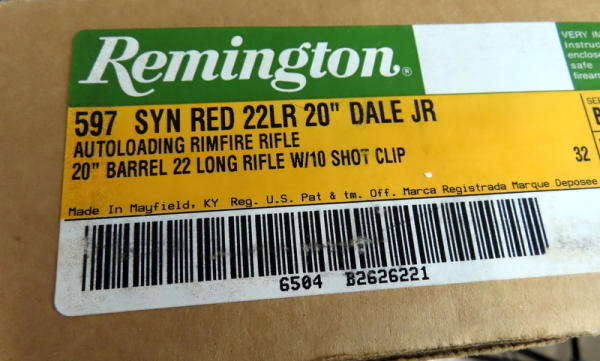 Remington®
VERY IM
Instruc
enclose
safe
firearm
597 SYN RED 22LR 20" DALE JR
AUTOLOADING RIMFIRE RIFLE
20" BARREL 22 LONG RIFLE W/10 SHOT CLIP
SE
B
32
Made In Mayfield, KY Reg. U.S. Pat & tm. Off. Marca Registrada Marque Deposee
6504 B2626221